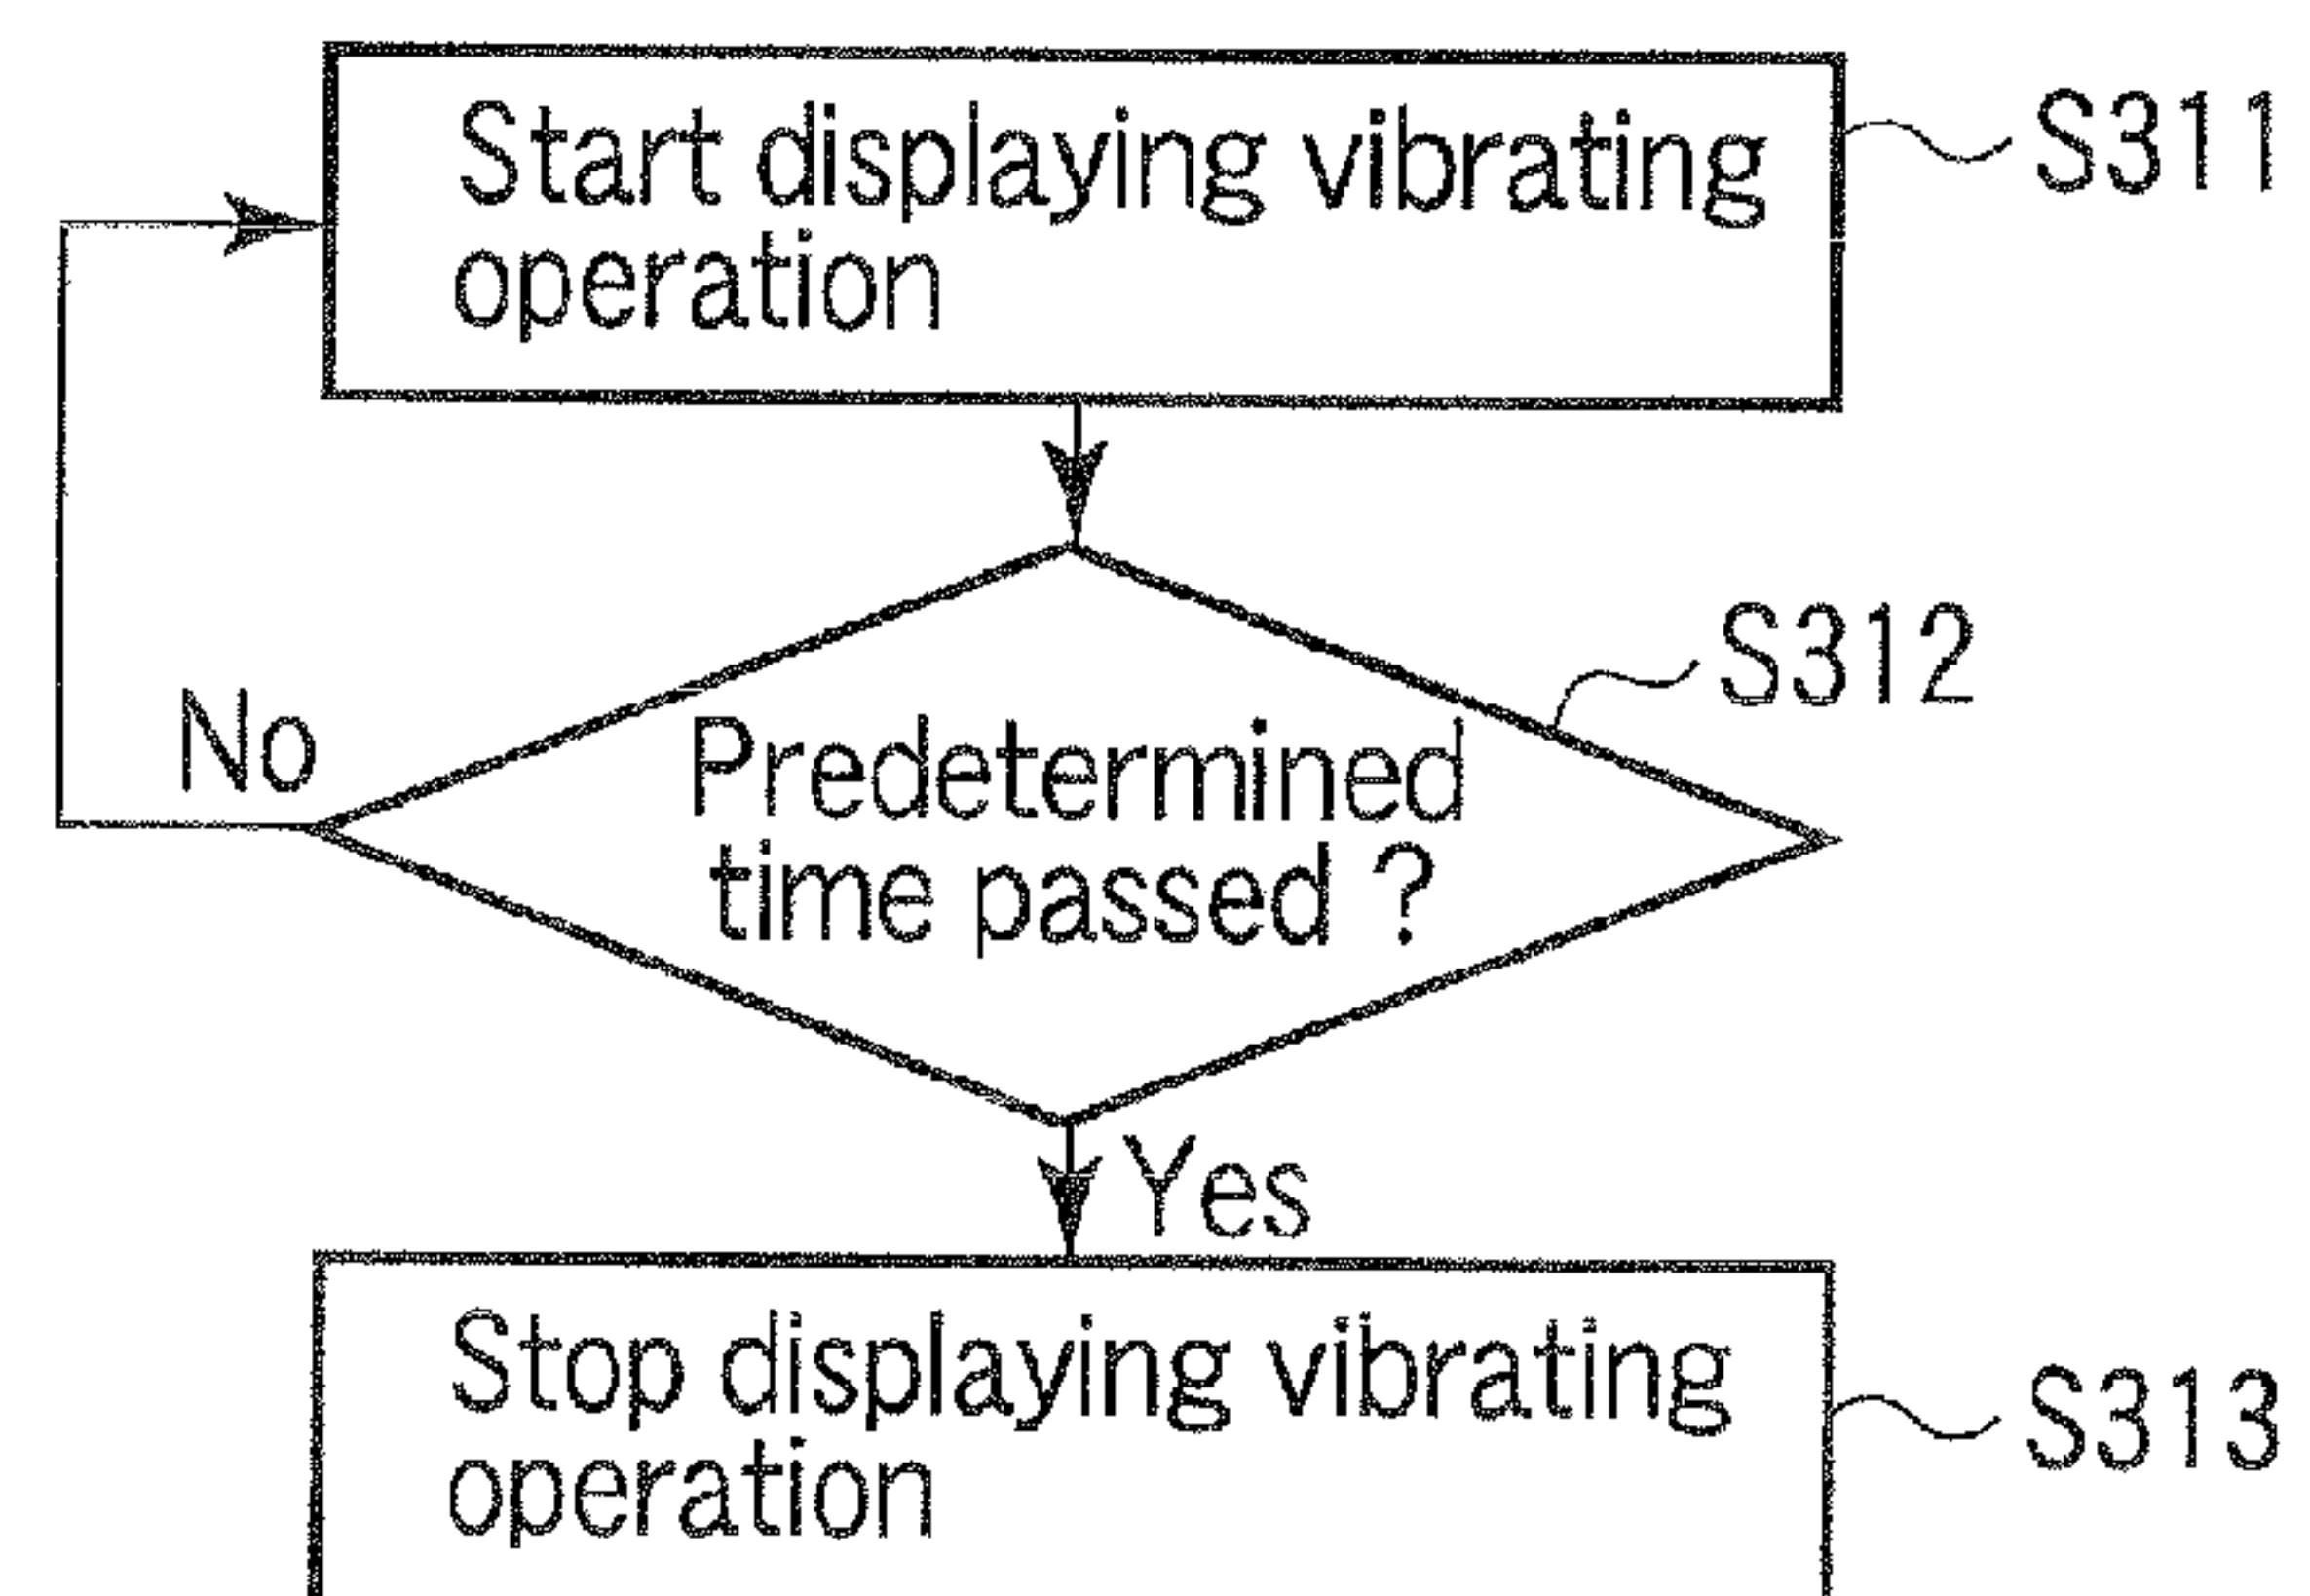 Start displaying vibrating
operation
S311
S312
No
Predetermined
time passed ?
Yes
Stop displaying vibrating
operation
S313